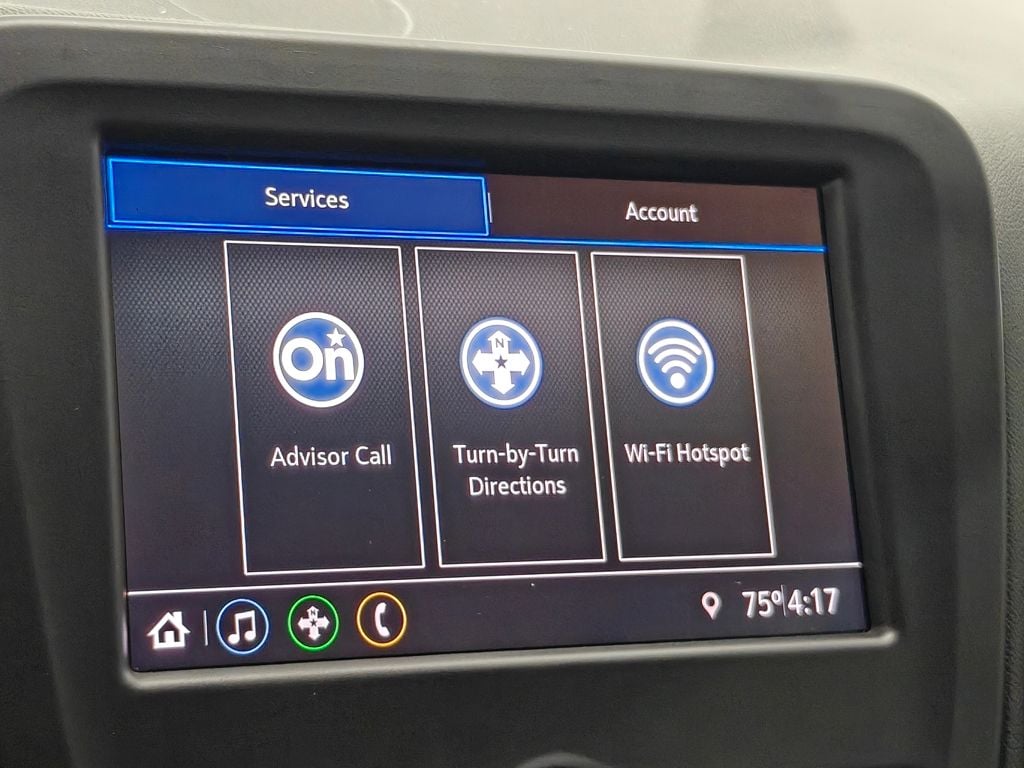 Services
Account
On
N
Advisor Call
Turn-by-Turn
Directions
Wi-Fi Hotspot
N
75° 4:17